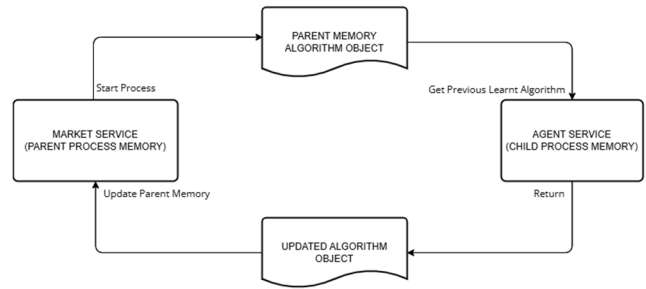 PARENT MEMORY
ALGORITHM OBJECT
Start Process
Get Previous Learnt Algorithm
MARKET SERVICE
(PARENT PROCESS MEMORY)
AGENT SERVICE
(CHILD PROCESS MEMORY)
Update Parent Memory
Return
UPDATED ALGORITHM
OBJECT